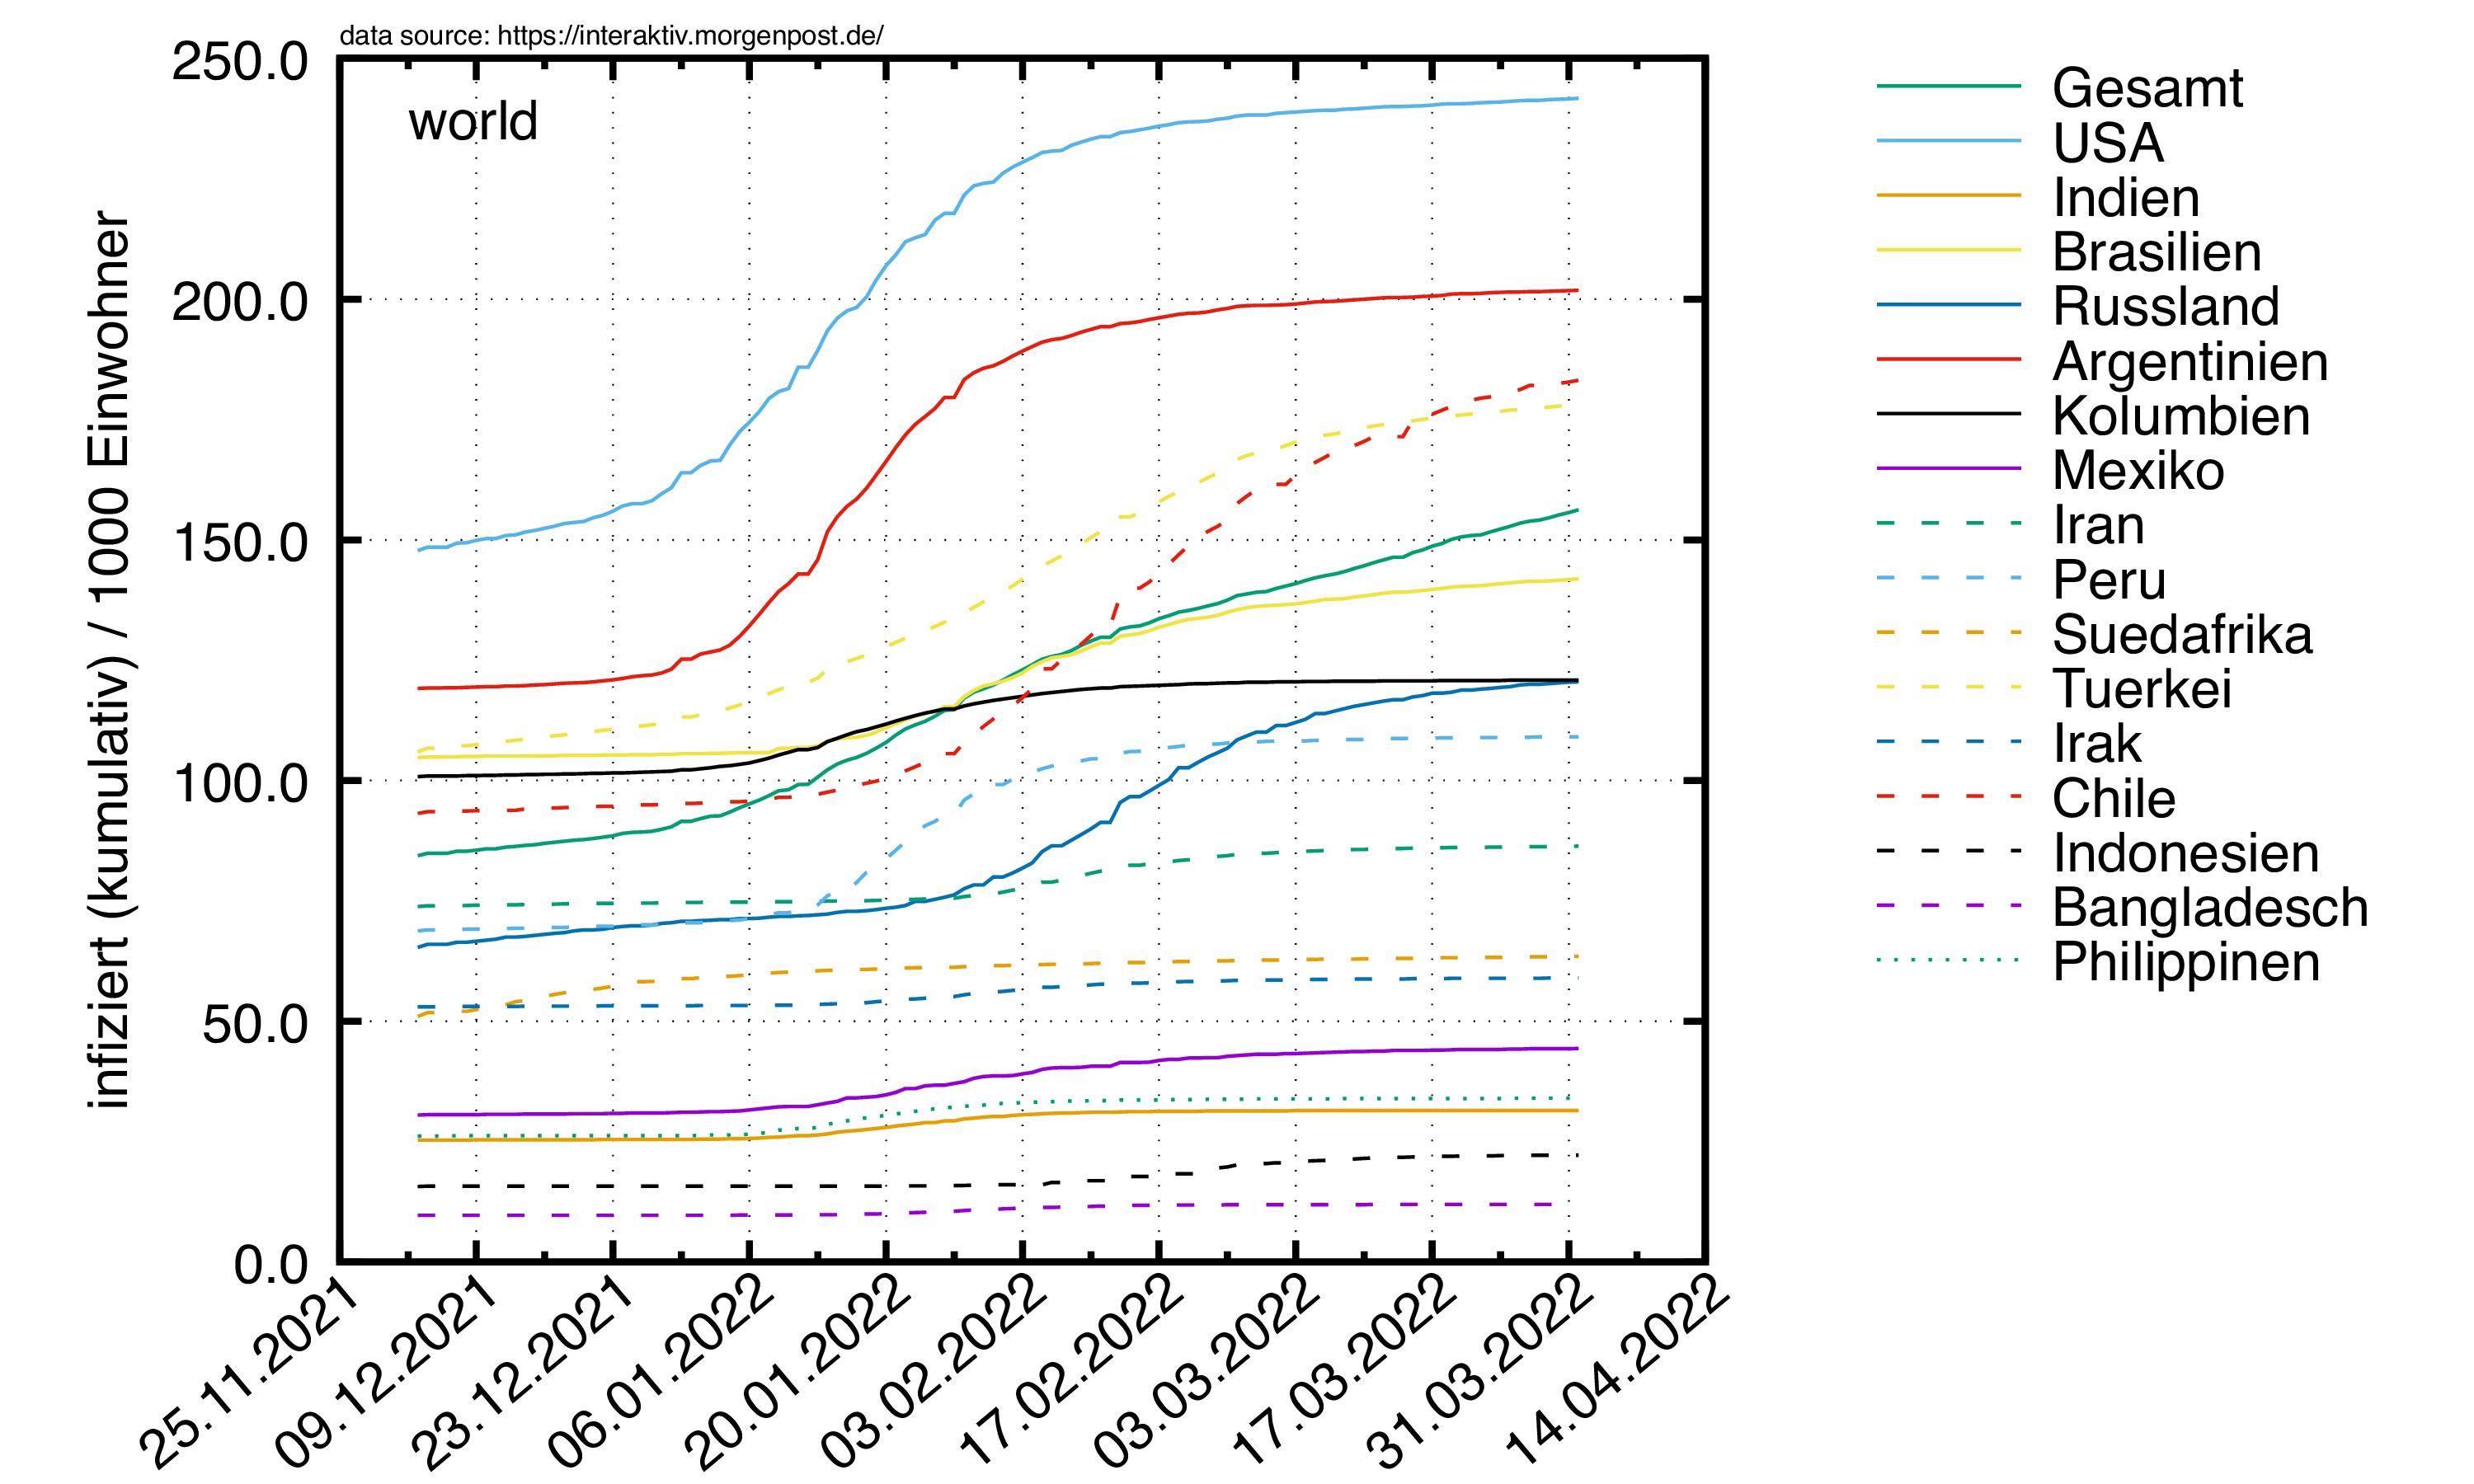 data source: https://interaktiv.morgenpost.de/
world
infiziert (kumulativ) / 1000 Einwohner
250.0
200.0
150.0
100.0
50.0
0.0
25.11.2021
09.12.2021
23.12.2021
06.01.2022
20.01.2022
03.02.2022
17.02.2022
03.03.2022
17.03.2022
31.03.2022
14.04.2022
Gesamt
USA
Indien
Brasilien
Russland
Argentinien
Kolumbien
Mexiko
Iran
Peru
Suedafrika
Tuerkei
Irak
Chile
Indonesien
Bangladesch
Philippinen